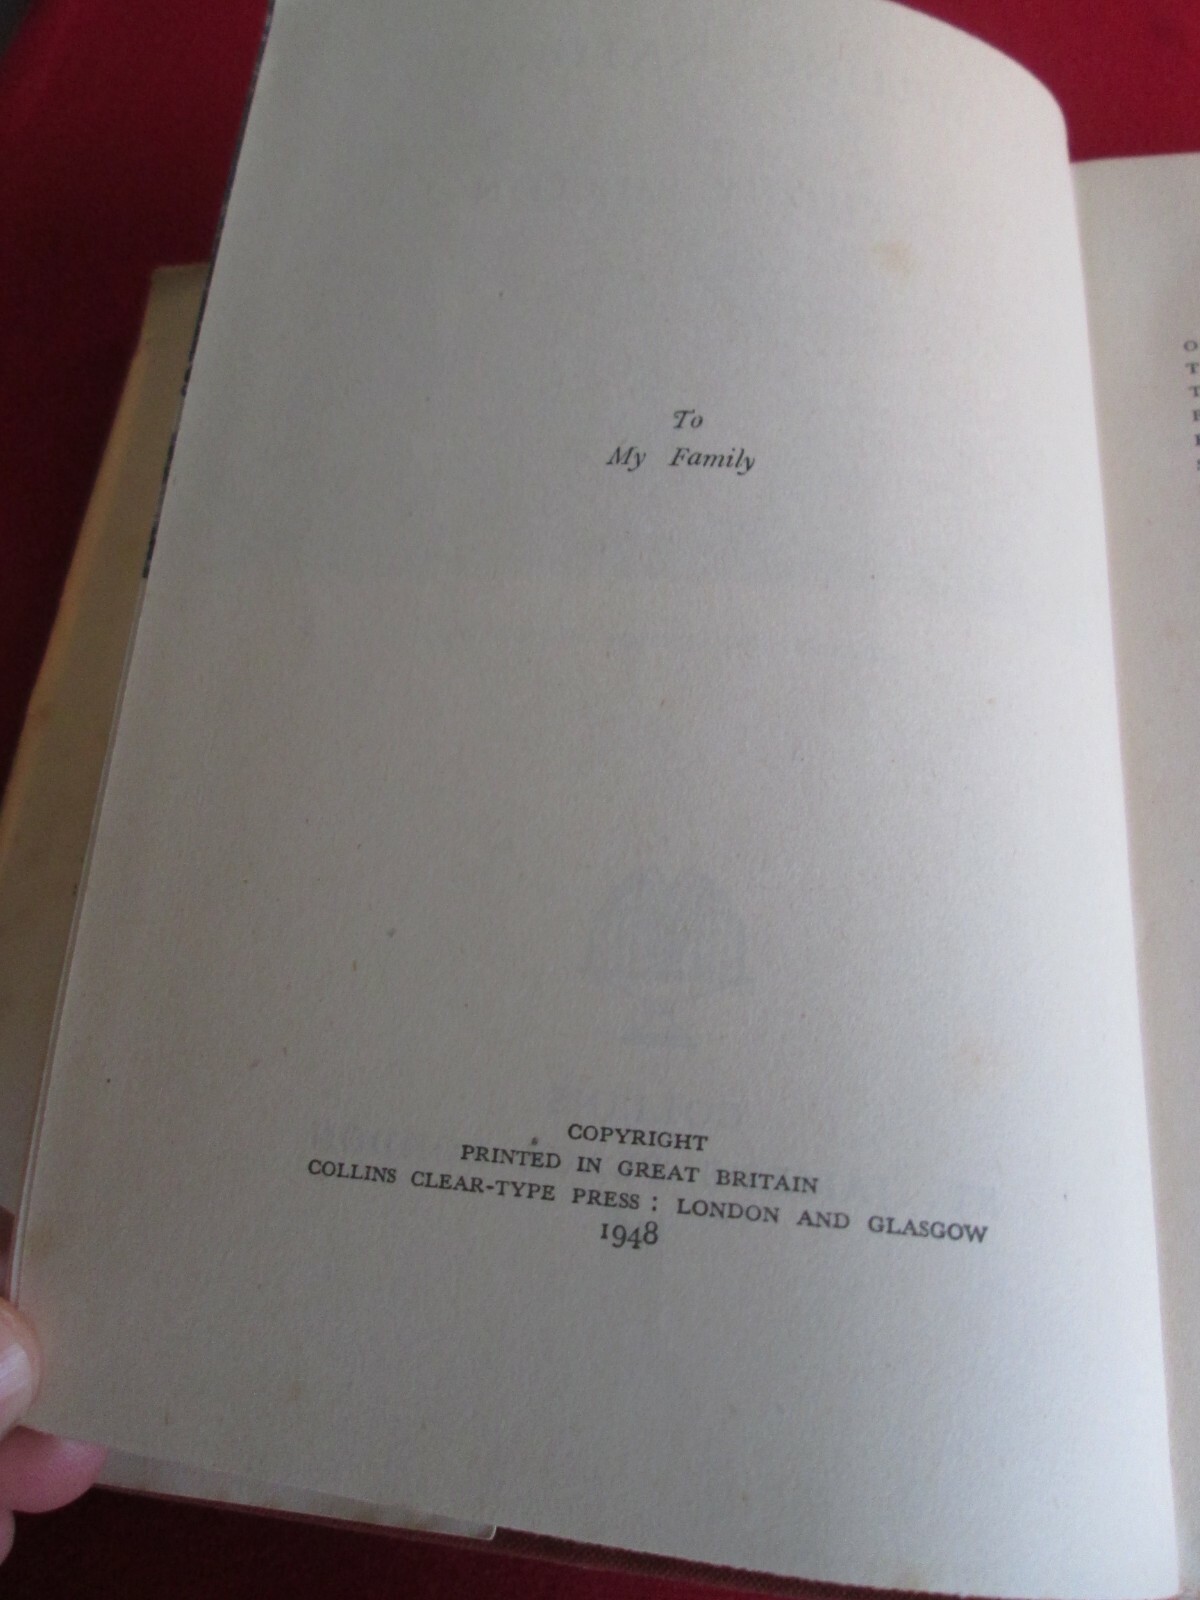 To
My Family
COPYRIGHT
PRINTED IN GREAT BRITAIN
COLLINS CLEAR-TYPE PRESS : LONDON AND GLASGOW
1948